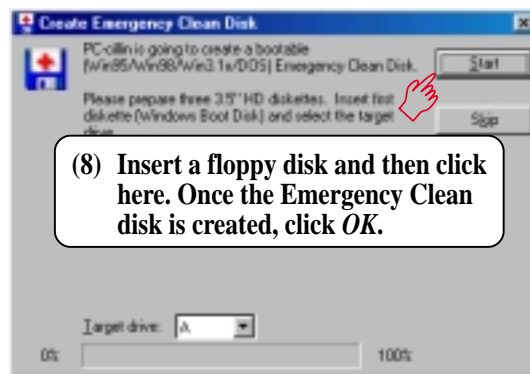 Create Emergency Clean Disk
PC-cillin is going to create a bootable
(Win95/Win98/Win3.1x/DOS) Emergency Clean Disk.
Start
Please prepare three 3.5" HD diskettes. Insert first
diskette (Windows Boot Disk) and select the target
drive
Skip
(8) Insert a floppy disk and then click
here. Once the Emergency Clean
disk is created, click OK.
Target drive: A
0% 100%